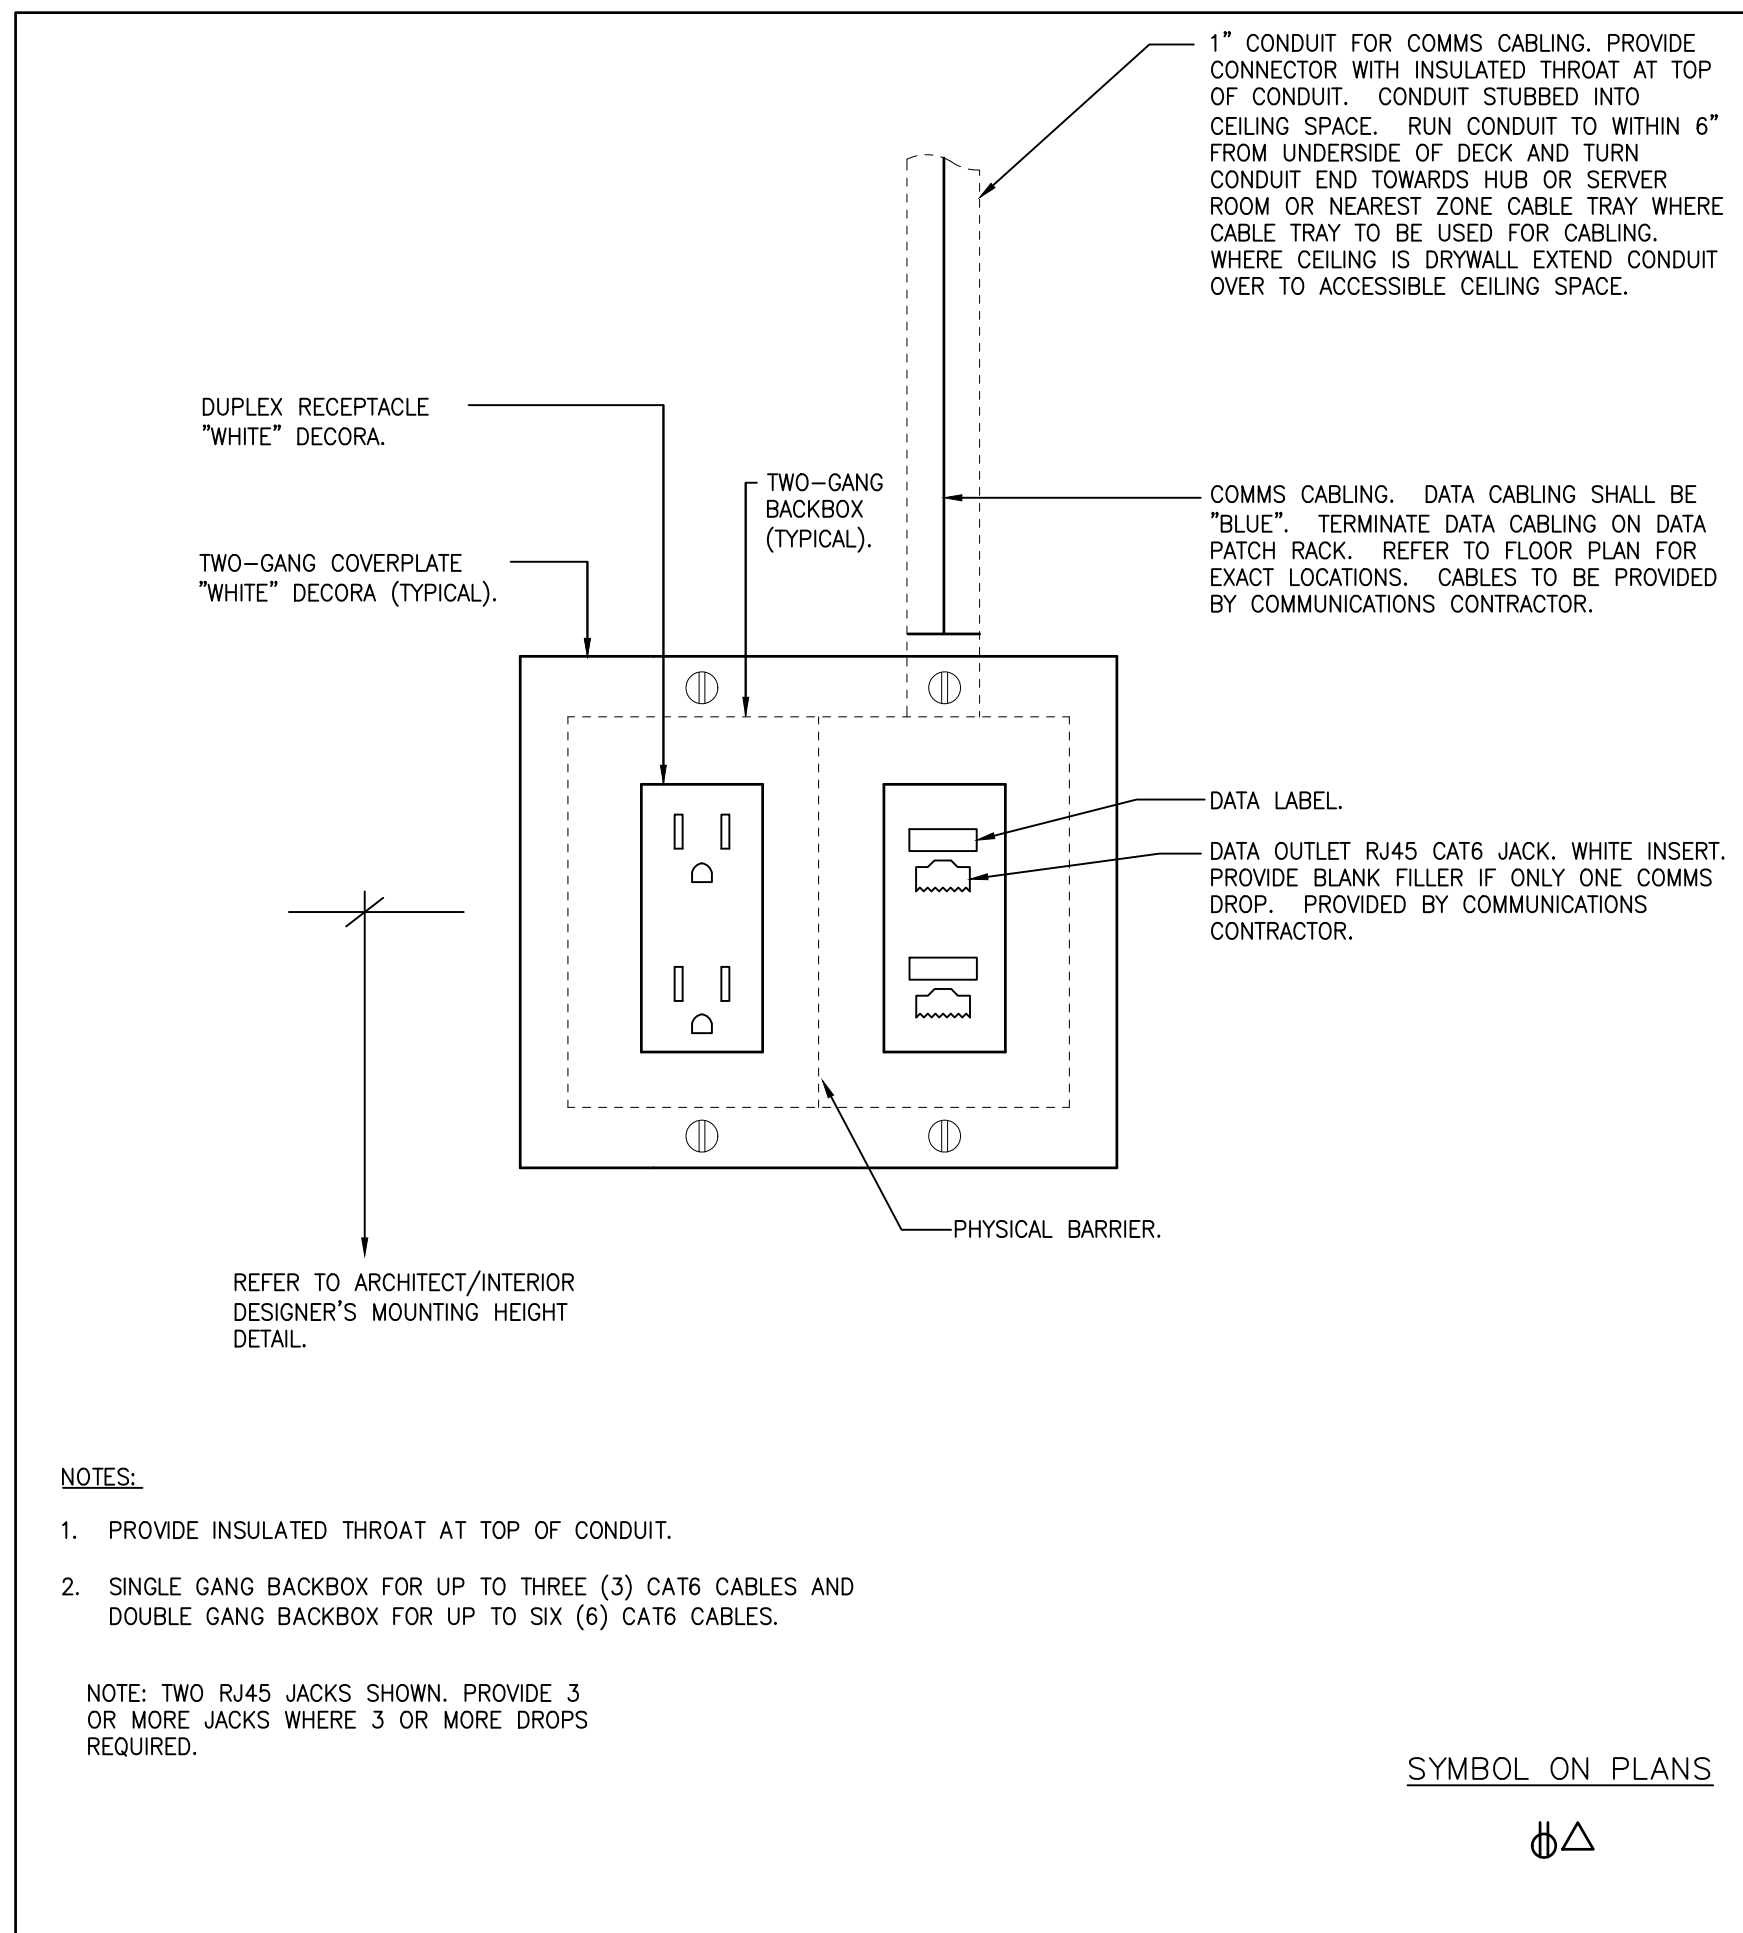 1” CONDUIT FOR COMMS CABLING. PROVIDE
CONNECTOR WITH INSULATED THROAT AT TOP
OF CONDUIT. CONDUIT STUBBED INTO
CEILING SPACE. RUN CONDUIT TO WITHIN 6”
FROM UNDERSIDE OF DECK AND TURN
CONDUIT END TOWARDS HUB OR SERVER
ROOM OR NEAREST ZONE CABLE TRAY WHERE
CABLE TRAY TO BE USED FOR CABLING.
WHERE CEILING IS DRYWALL EXTEND CONDUIT
OVER TO ACCESSIBLE CEILING SPACE.
DUPLEX RECEPTACLE
”WHITE” DECORA.
TWO-GANG
BACKBOX
(TYPICAL).
COMMS CABLING. DATA CABLING SHALL BE
”BLUE”. TERMINATE DATA CABLING ON DATA
PATCH RACK. REFER TO FLOOR PLAN FOR
EXACT LOCATIONS. CABLES TO BE PROVIDED
BY COMMUNICATIONS CONTRACTOR.
TWO-GANG COVERPLATE
”WHITE” DECORA (TYPICAL).
DATA LABEL.
DATA OUTLET RJ45 CAT6 JACK. WHITE INSERT.
PROVIDE BLANK FILLER IF ONLY ONE COMMS
DROP. PROVIDED BY COMMUNICATIONS
CONTRACTOR.
PHYSICAL BARRIER.
REFER TO ARCHITECT/INTERIOR
DESIGNER’S MOUNTING HEIGHT
DETAIL.
NOTES:
1. PROVIDE INSULATED THROAT AT TOP OF CONDUIT.
2. SINGLE GANG BACKBOX FOR UP TO THREE (3) CAT6 CABLES AND
DOUBLE GANG BACKBOX FOR UP TO SIX (6) CAT6 CABLES.
NOTE: TWO RJ45 JACKS SHOWN. PROVIDE 3
OR MORE JACKS WHERE 3 OR MORE DROPS
REQUIRED.
SYMBOL ON PLANS